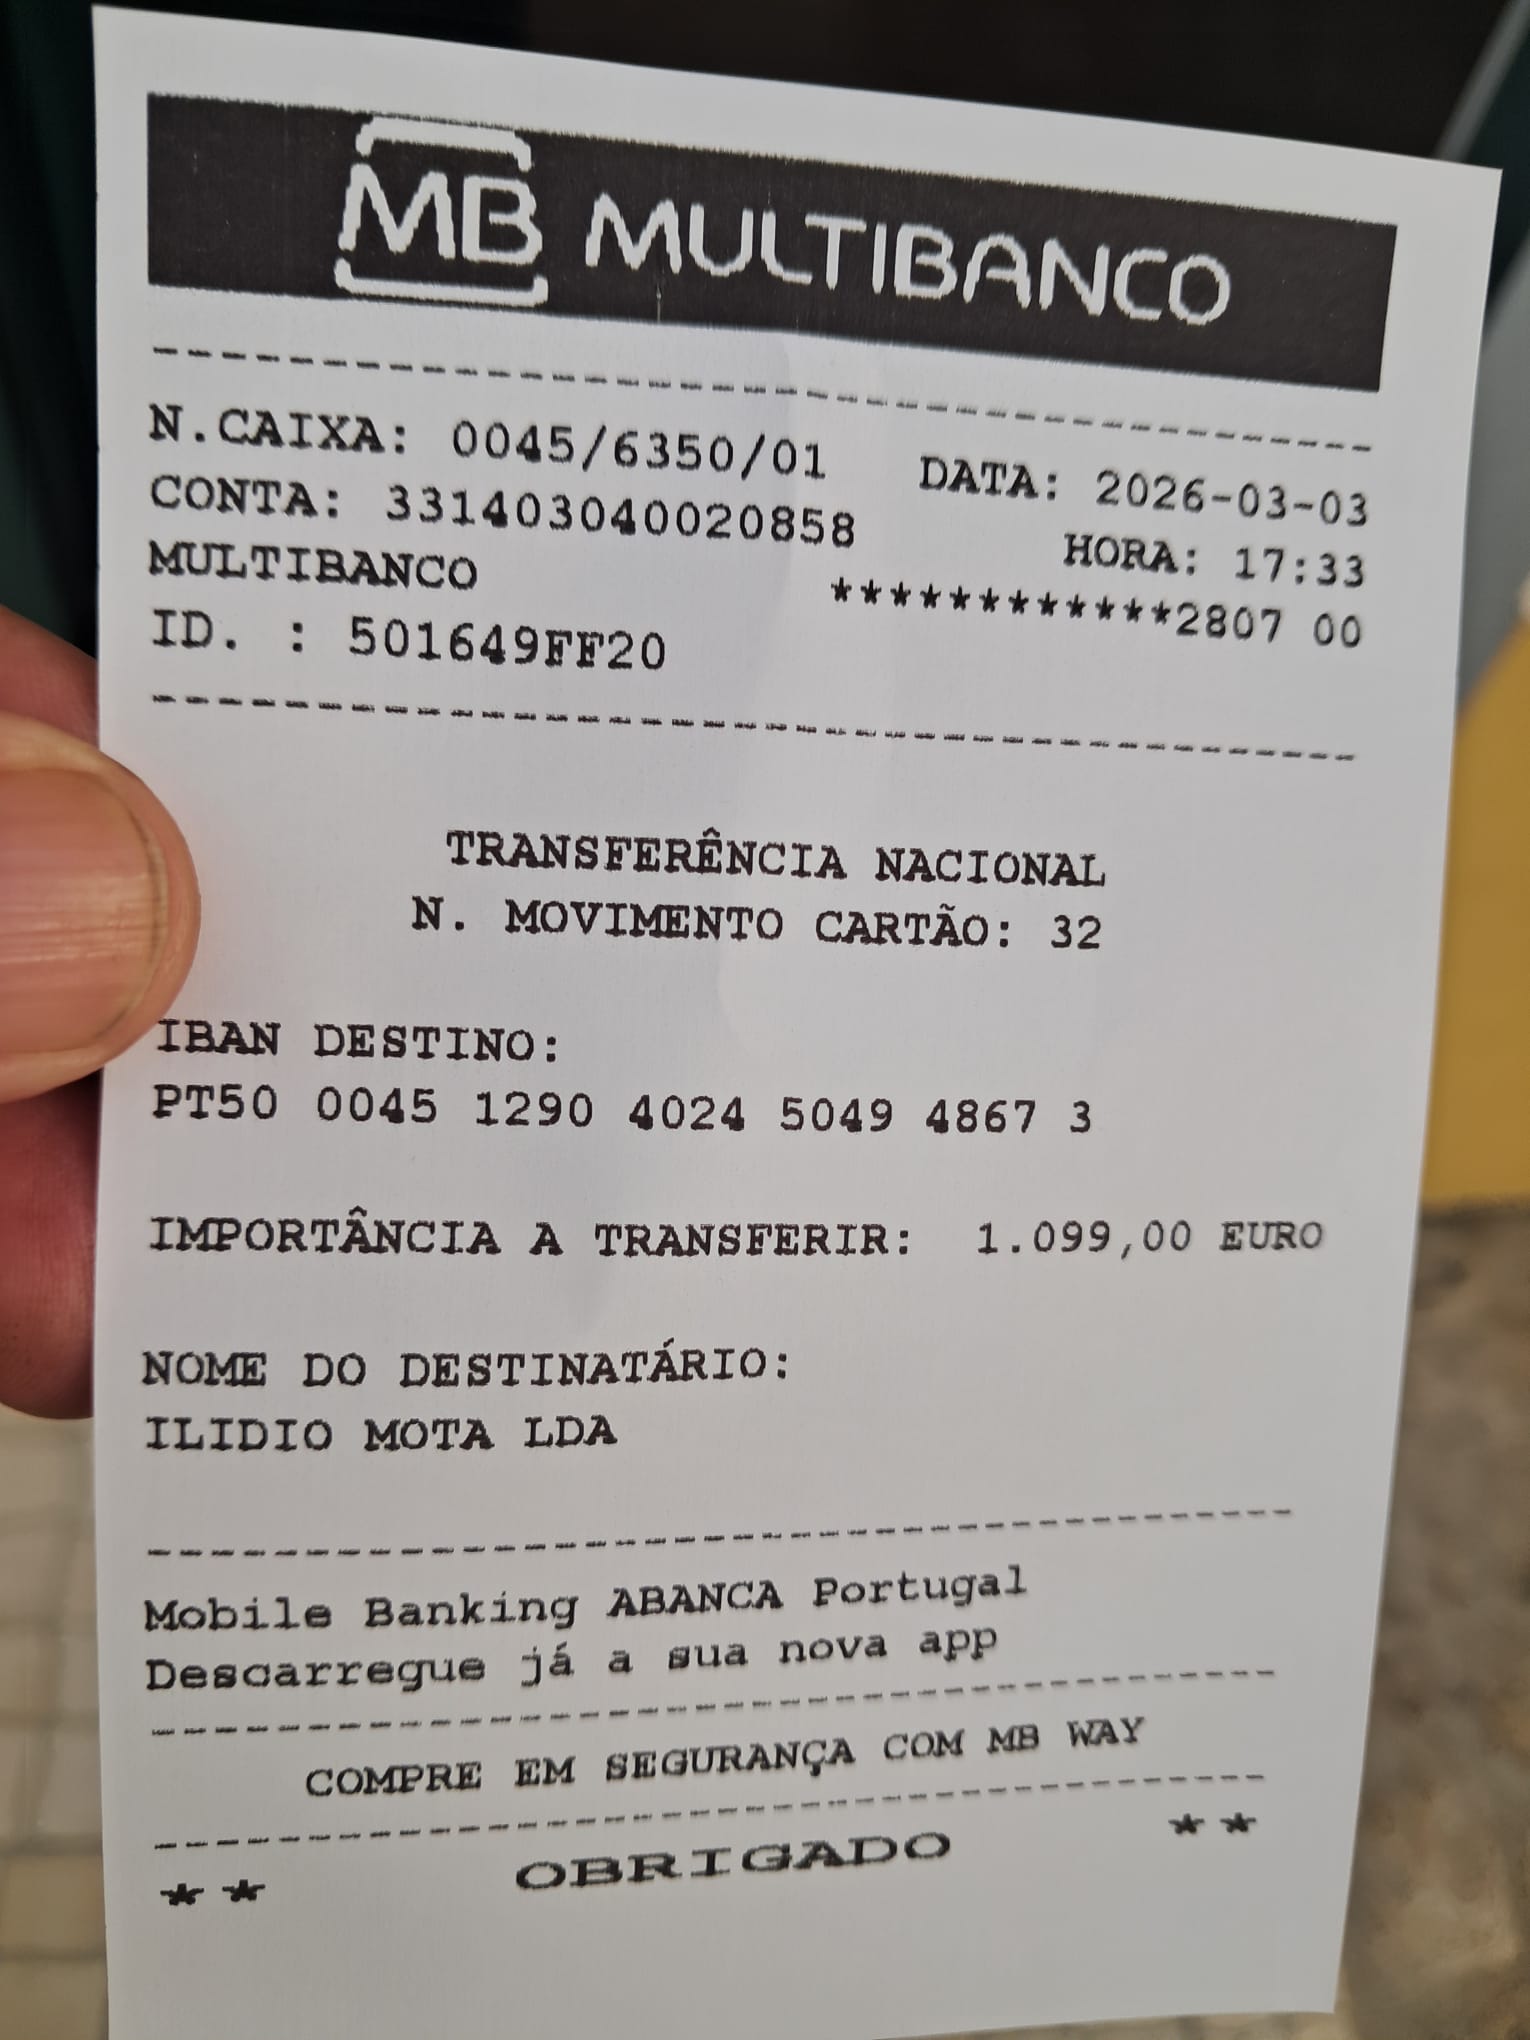 MB MULTIBANCO
N.CAIXA: 0045/6350/01 DATA: 2026-03-03
CONTA: 331403040020858 HORA: 17:33
MULTIBANCO ************2807 00
ID. : 501649FF20
TRANSFERÊNCIA NACIONAL
N. MOVIMENTO CARTÃO: 32
IBAN DESTINO:
PT50 0045 1290 4024 5049 4867 3
IMPORTÂNCIA A TRANSFERIR: 1.099,00 EURO
NOME DO DESTINATÁRIO:
ILIDIO MOTA LDA
Mobile Banking ABANCA Portugal
Descarregue já a sua nova app
COMPRE EM SEGURANÇA COM MB WAY
** OBRIGADO **